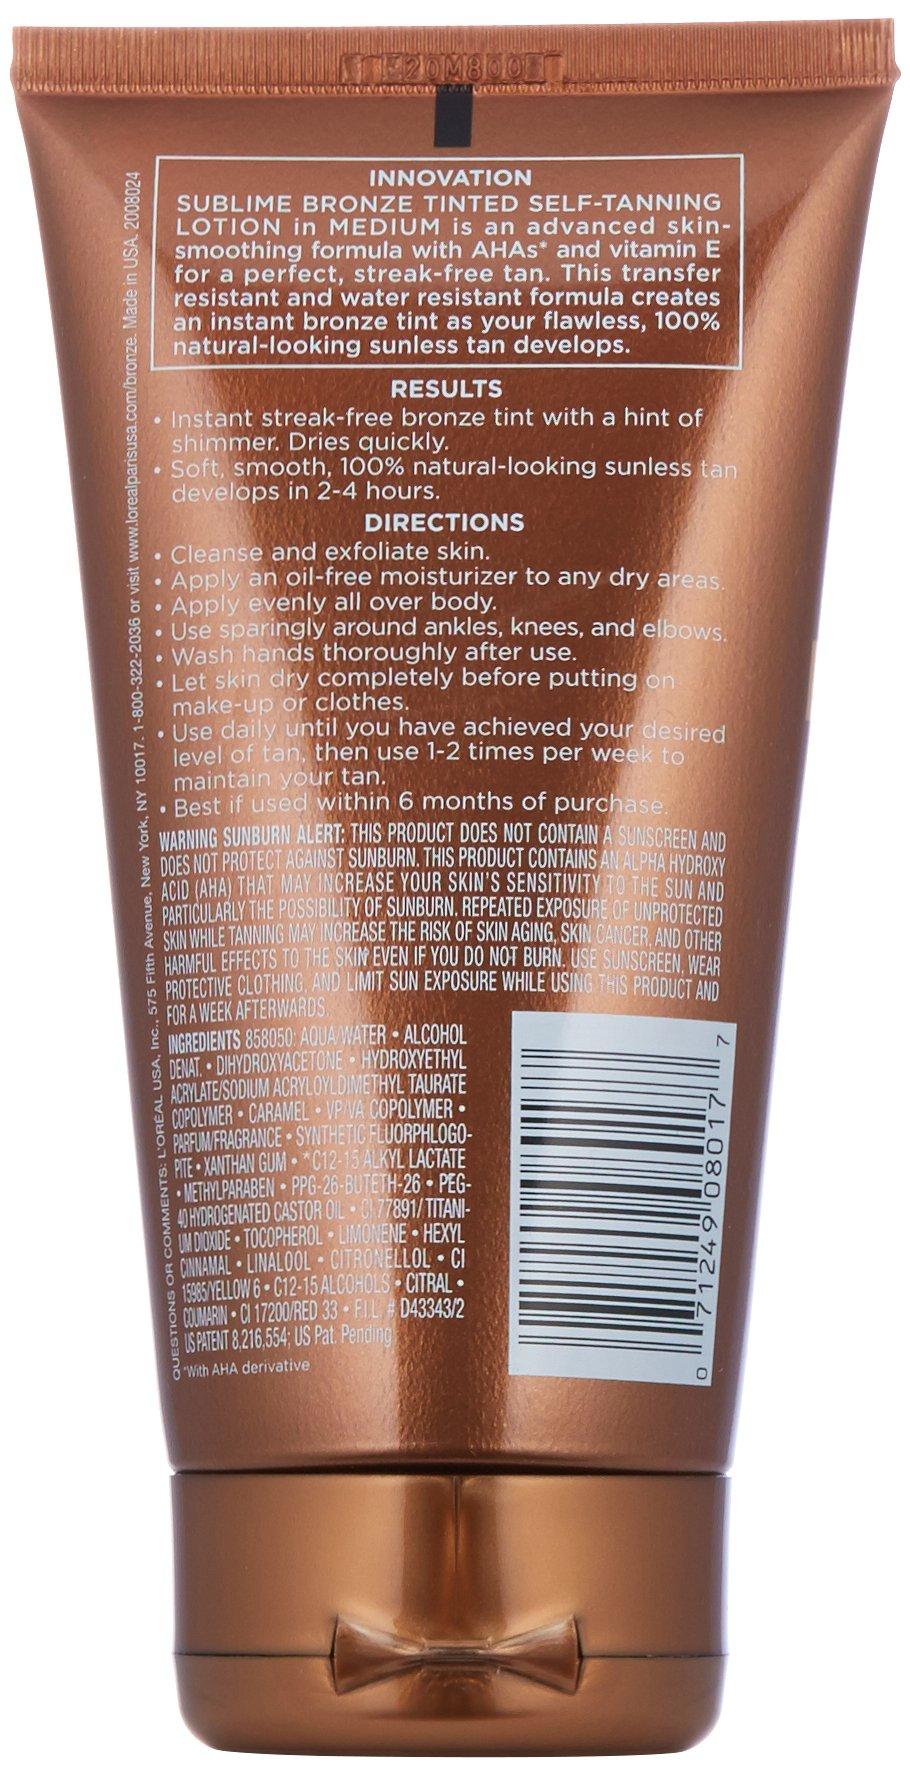 E20M800E
INNOVATION
SUBLIME BRONZE TINTED SELF-TANNING
LOTION in MEDIUM is an advanced skin-
smoothing formula with AHAs* and vitamin E
for a perfect, streak-free tan. This transfer
resistant and water resistant formula creates
an instant bronze tint as your flawless, 100%
natural-looking sunless tan develops.
RESULTS
• Instant streak-free bronze tint with a hint of
shimmer. Dries quickly.
• Soft, smooth, 100% natural-looking sunless tan
develops in 2-4 hours.
DIRECTIONS
• Cleanse and exfoliate skin.
• Apply an oil-free moisturizer to any dry areas.
• Apply evenly all over body.
• Use sparingly around ankles, knees, and elbows.
• Wash hands thoroughly after use.
• Let skin dry completely before putting on
make-up or clothes.
• Use daily until you have achieved your desired
level of tan, then use 1-2 times per week to
maintain your tan.
• Best if used within 6 months of purchase.
WARNING SUNBURN ALERT: THIS PRODUCT DOES NOT CONTAIN A SUNSCREEN AND
DOES NOT PROTECT AGAINST SUNBURN. THIS PRODUCT CONTAINS AN ALPHA HYDROXY
ACID (AHA) THAT MAY INCREASE YOUR SKIN'S SENSITIVITY TO THE SUN AND
PARTICULARLY THE POSSIBILITY OF SUNBURN. REPEATED EXPOSURE OF UNPROTECTED
SKIN WHILE TANNING MAY INCREASE THE RISK OF SKIN AGING, SKIN CANCER, AND OTHER
HARMFUL EFFECTS TO THE SKIN EVEN IF YOU DO NOT BURN. USE SUNSCREEN, WEAR
PROTECTIVE CLOTHING, AND LIMIT SUN EXPOSURE WHILE USING THIS PRODUCT AND
FOR A WEEK AFTERWARDS.
INGREDIENTS 858050: AQUA/WATER • ALCOHOL
DENAT. • DIHYDROXYACETONE • HYDROXYETHYL
ACRYLATE/SODIUM ACRYLOYLDIMETHYL TAURATE
COPOLYMER • CARAMEL • VP/VA COPOLYMER •
PARFUM/FRAGRANCE • SYNTHETIC FLUORPHLOGO-
PITE • XANTHAN GUM • *C12-15 ALKYL LACTATE
• METHYLPARABEN • PPG-26-BUTETH-26 • PEG-
40 HYDROGENATED CASTOR OIL • CI 77891/ TITANI-
UM DIOXIDE • TOCOPHEROL • LIMONENE • HEXYL
CINNAMAL • LINALOOL • CITRONELLOL • CI
15985/YELLOW 6 • C12-15 ALCOHOLS • CITRAL •
COUMARIN • CI 17200/RED 33 • F.I.L. # D43343/2
US PATENT 8,216,554; US Pat. Pending
*With AHA derivative
QUESTIONS OR COMMENTS: L'ORÉAL USA, Inc., 575 Fifth Avenue, New York, NY 10017. 1-800-322-2036 or visit www.lorealparisusa.com/bronze. Made in USA. 2008024
0 71249 08017 7